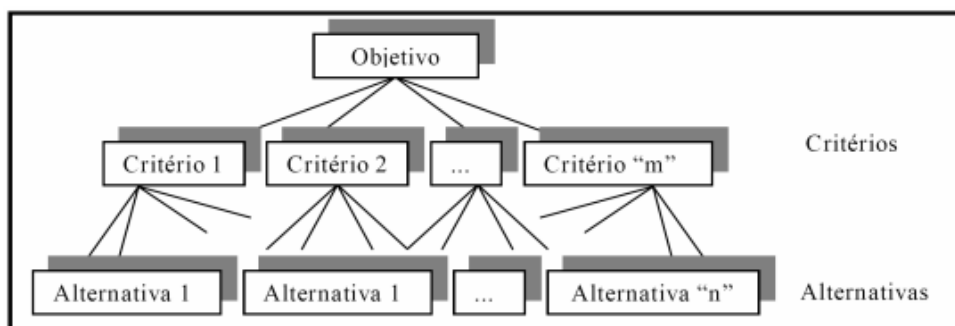 Objetivo
Critério 1
Critério 2
...
Critério “m”
Critérios
Alternativa 1
Alternativa 1
...
Alternativa “n”
Alternativas